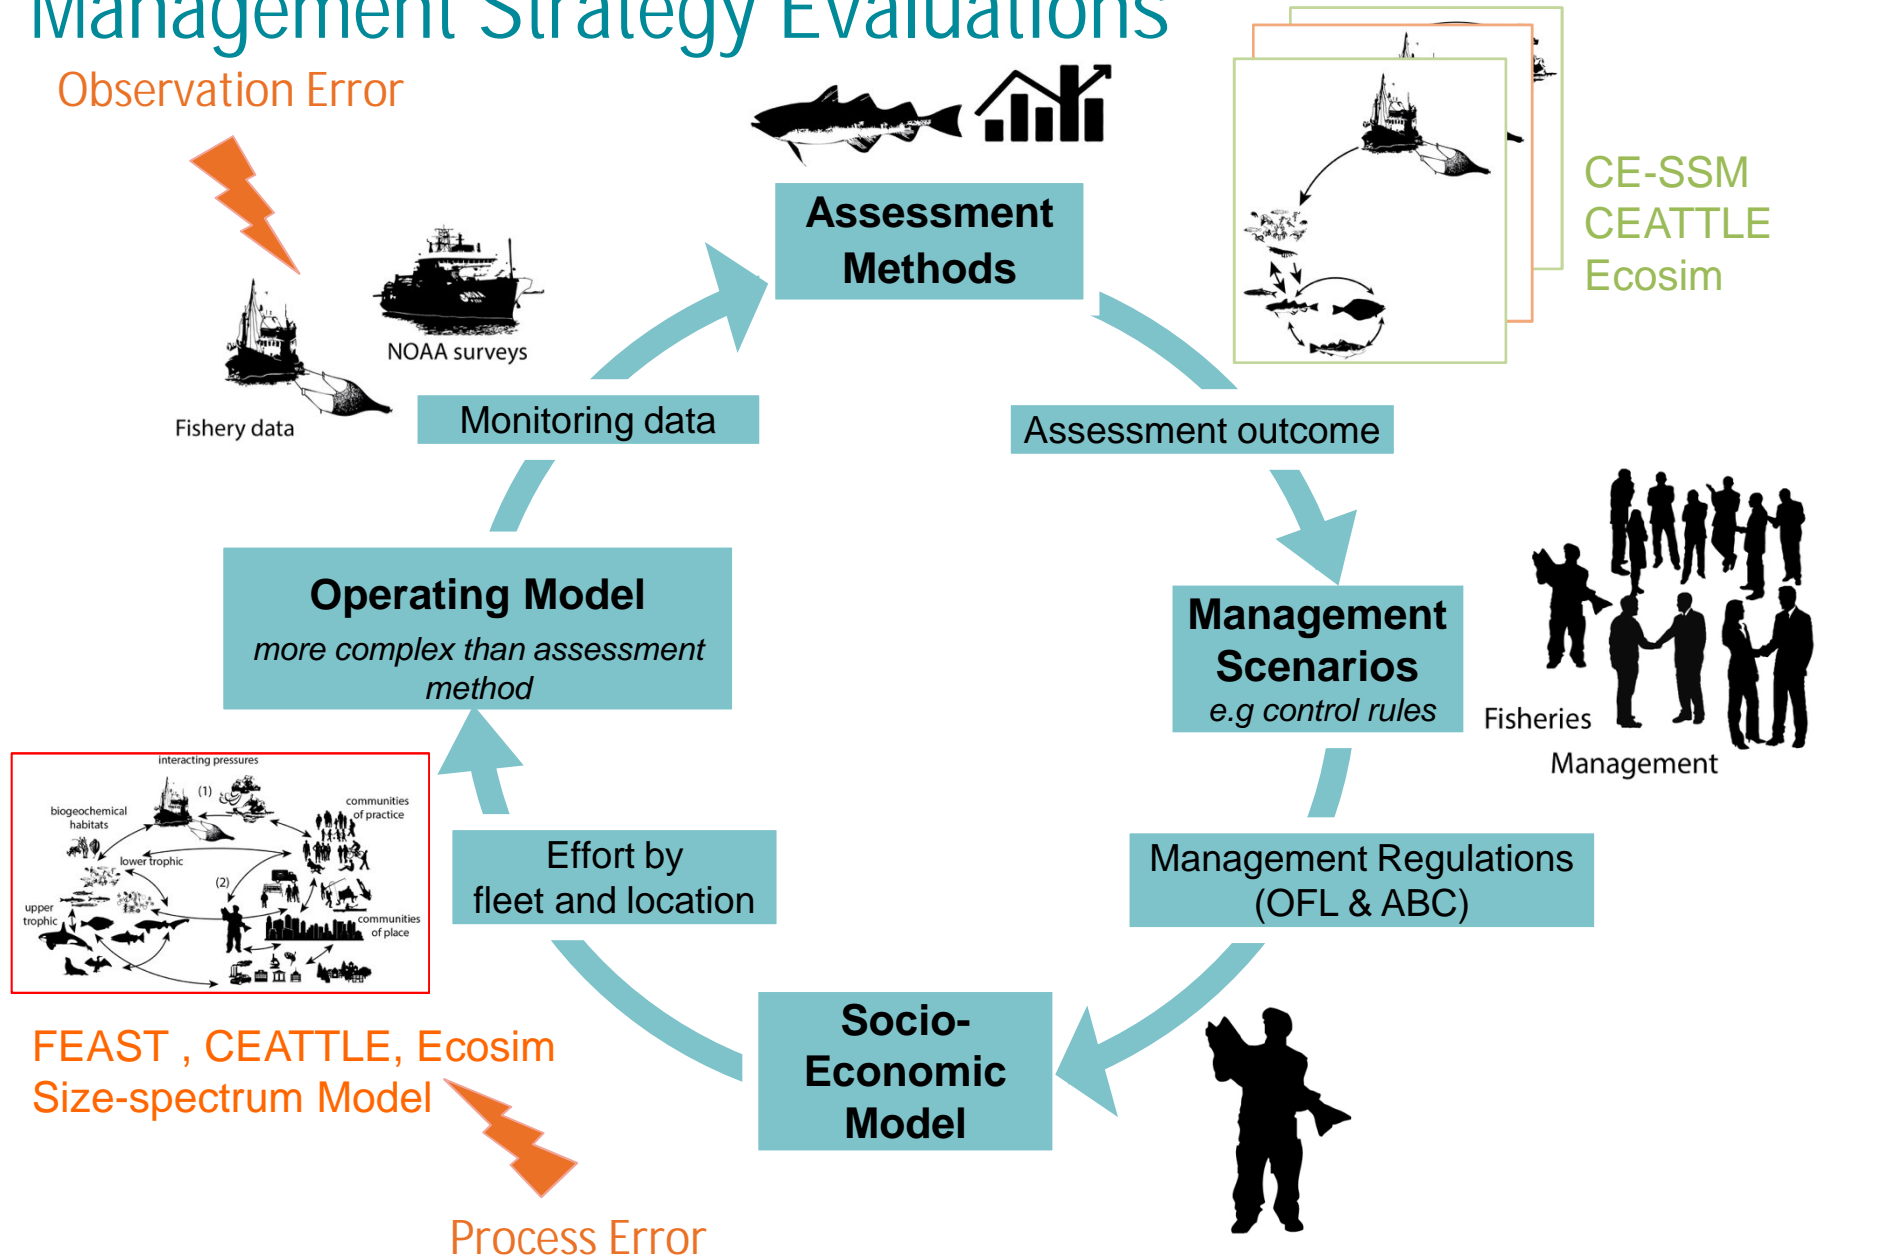 Management Strategy Evaluations
Observation Error
NOAA surveys
Fishery data
Monitoring data
Assessment
Methods
CE-SSM
CEATTLE
Ecosim
Assessment outcome
Operating Model
more complex than assessment
method
Management
Scenarios
e.g control rules
Fisheries
Management
interacting pressures
(1)
biogeochemical
habitats
communities
of practice
lower trophic
(2)
upper
trophic
communities
of place
Effort by
fleet and location
Management Regulations
(OFL & ABC)
Socio-
Economic
Model
FEAST , CEATTLE, Ecosim
Size-spectrum Model
Process Error